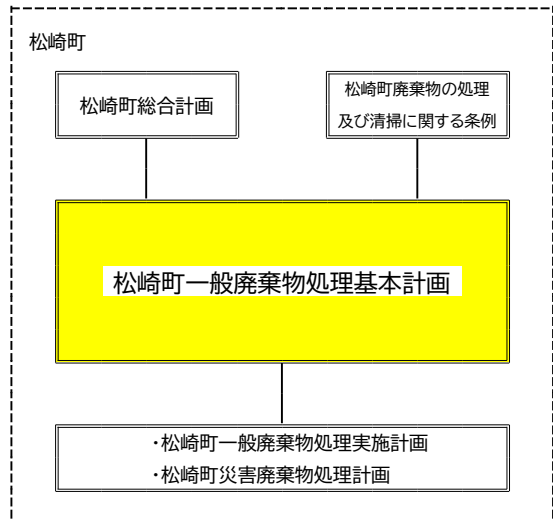 松崎町
松崎町総合計画
松崎町廃棄物の処理
及び清掃に関する条例
松崎町一般廃棄物処理基本計画
・松崎町一般廃棄物処理実施計画
・松崎町災害廃棄物処理計画